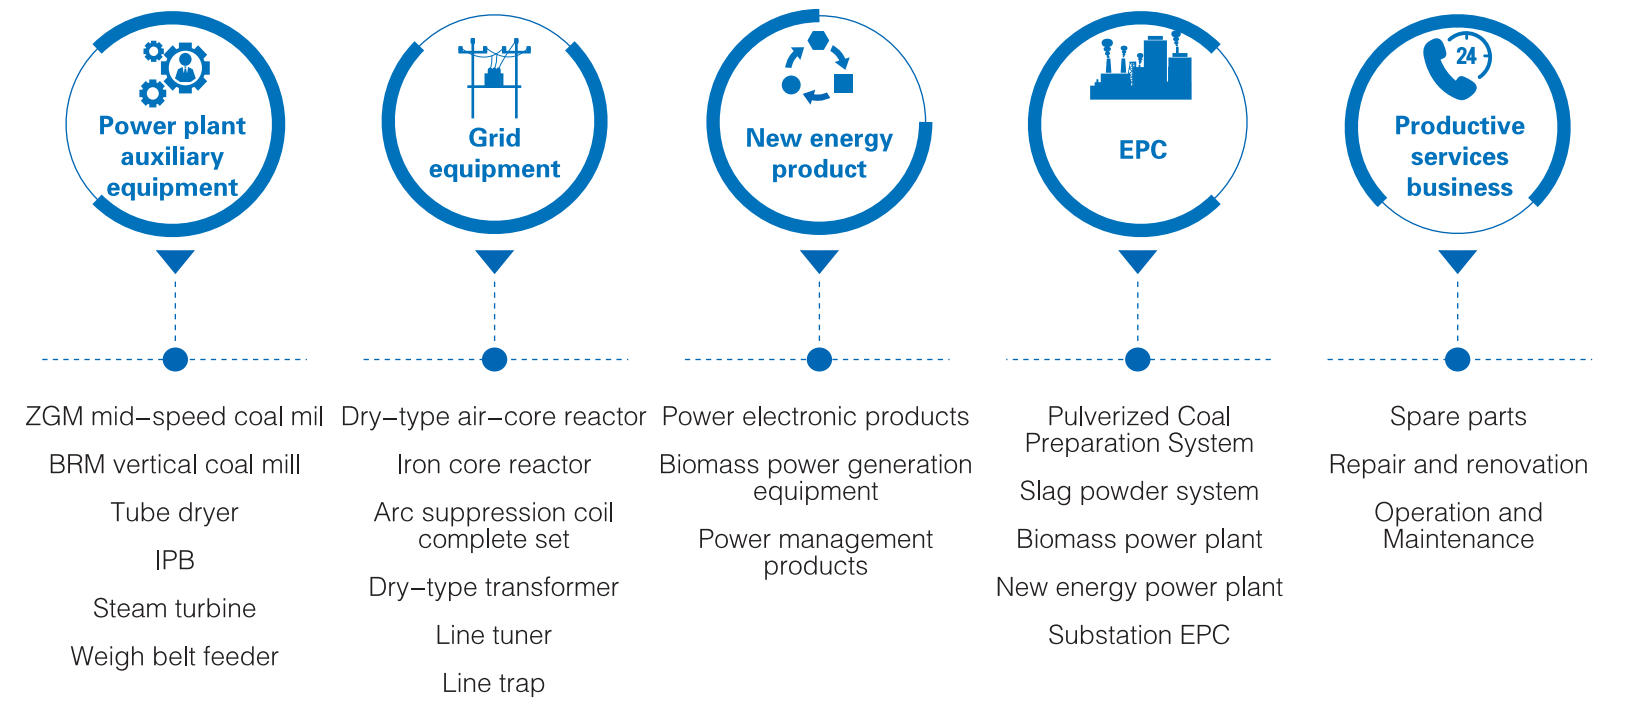 Power plant
auxiliary
equipment
Grid
equipment
New energy
product
EPC
24
Productive
services
business
ZGM mid–speed coal mil
BRM vertical coal mill
Tube dryer
IPB
Steam turbine
Weigh belt feeder
Dry–type air–core reactor
Iron core reactor
Arc suppression coil
complete set
Dry–type transformer
Line tuner
Line trap
Power electronic products
Biomass power generation
equipment
Power management
products
Pulverized Coal
Preparation System
Slag powder system
Biomass power plant
New energy power plant
Substation EPC
Spare parts
Repair and renovation
Operation and
Maintenance